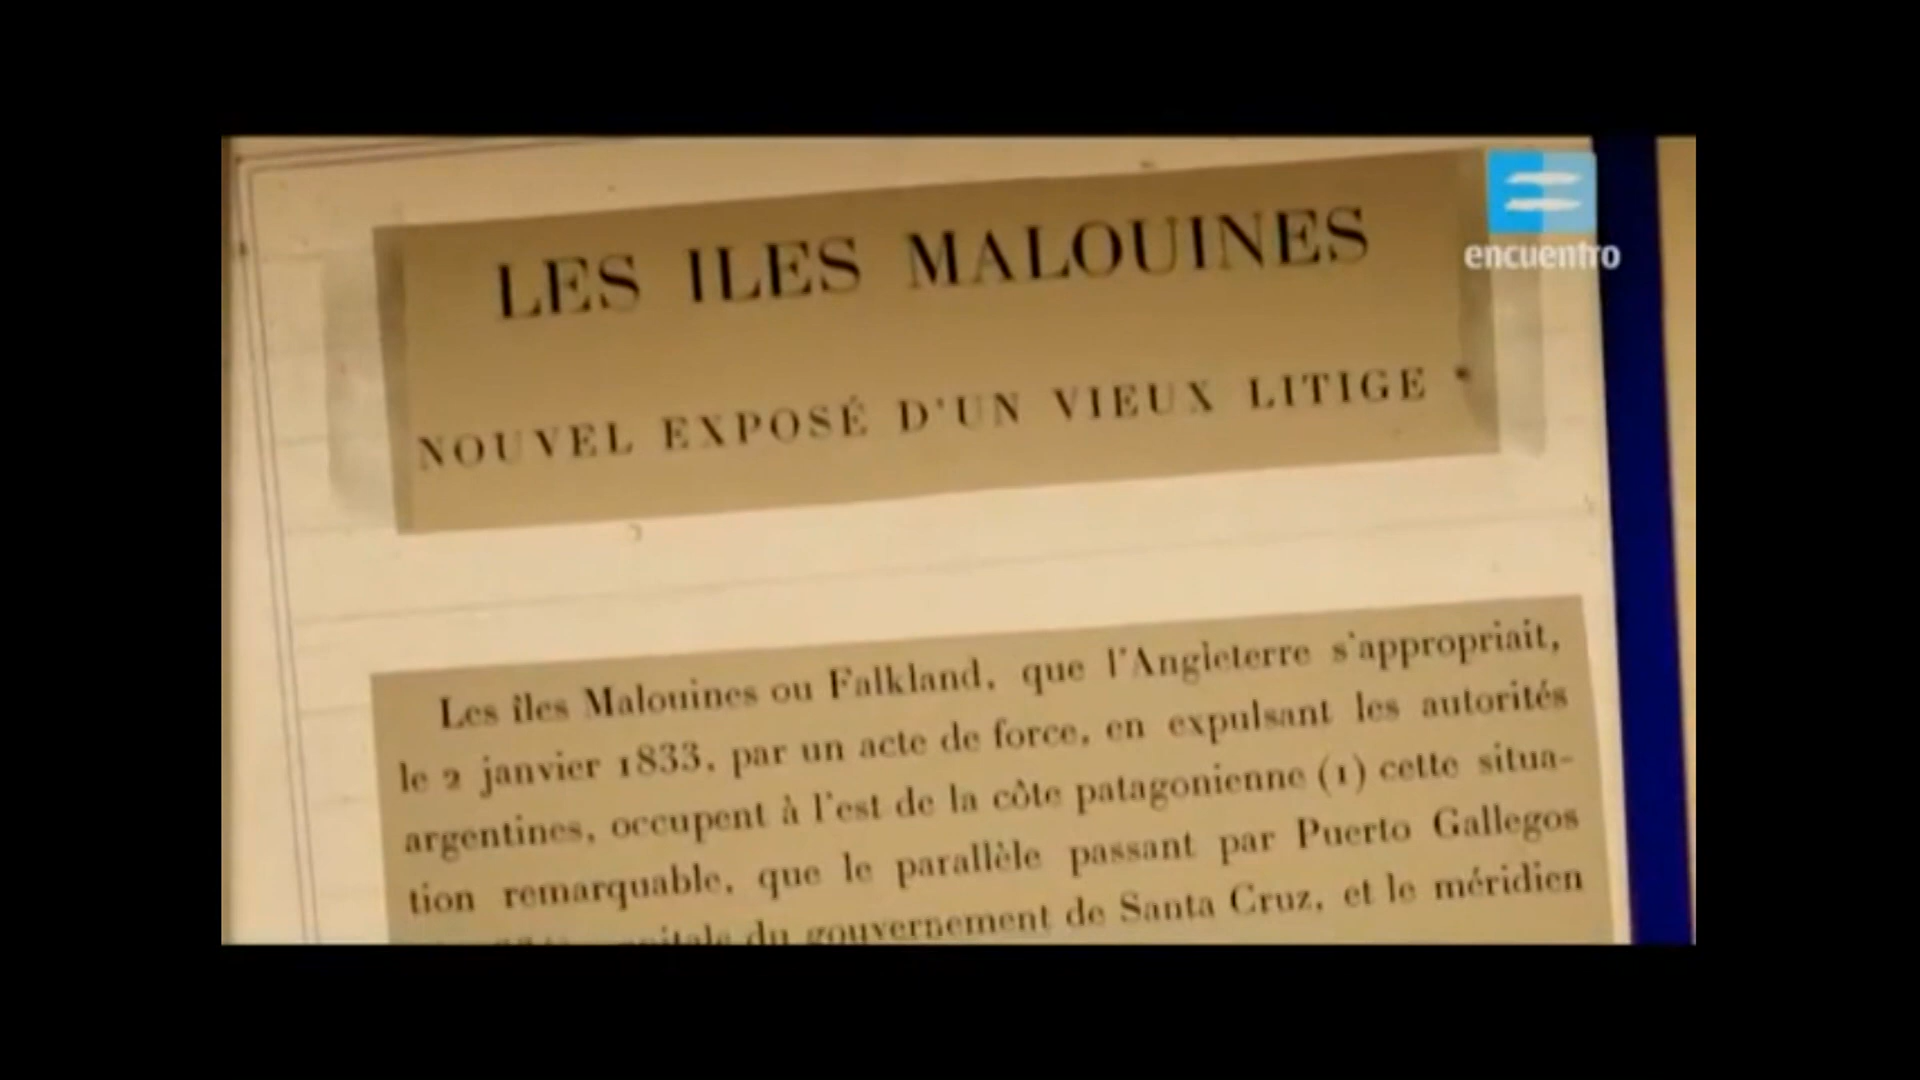 encuentro
LES ILES MALOUINES
NOUVEL EXPOSÉ D'UN VIEUX LITIGE *
Les îles Malouines ou Falkland, que l'Angleterre s'appropriait,
le 2 janvier 1833, par un acte de force, en expulsant les autorités
argentines, occupent à l'est de la côte patagonienne (1) cette situa-
tion remarquable, que le parallèle passant par Puerto Gallegos
du gouvernement de Santa Cruz, et le méridien